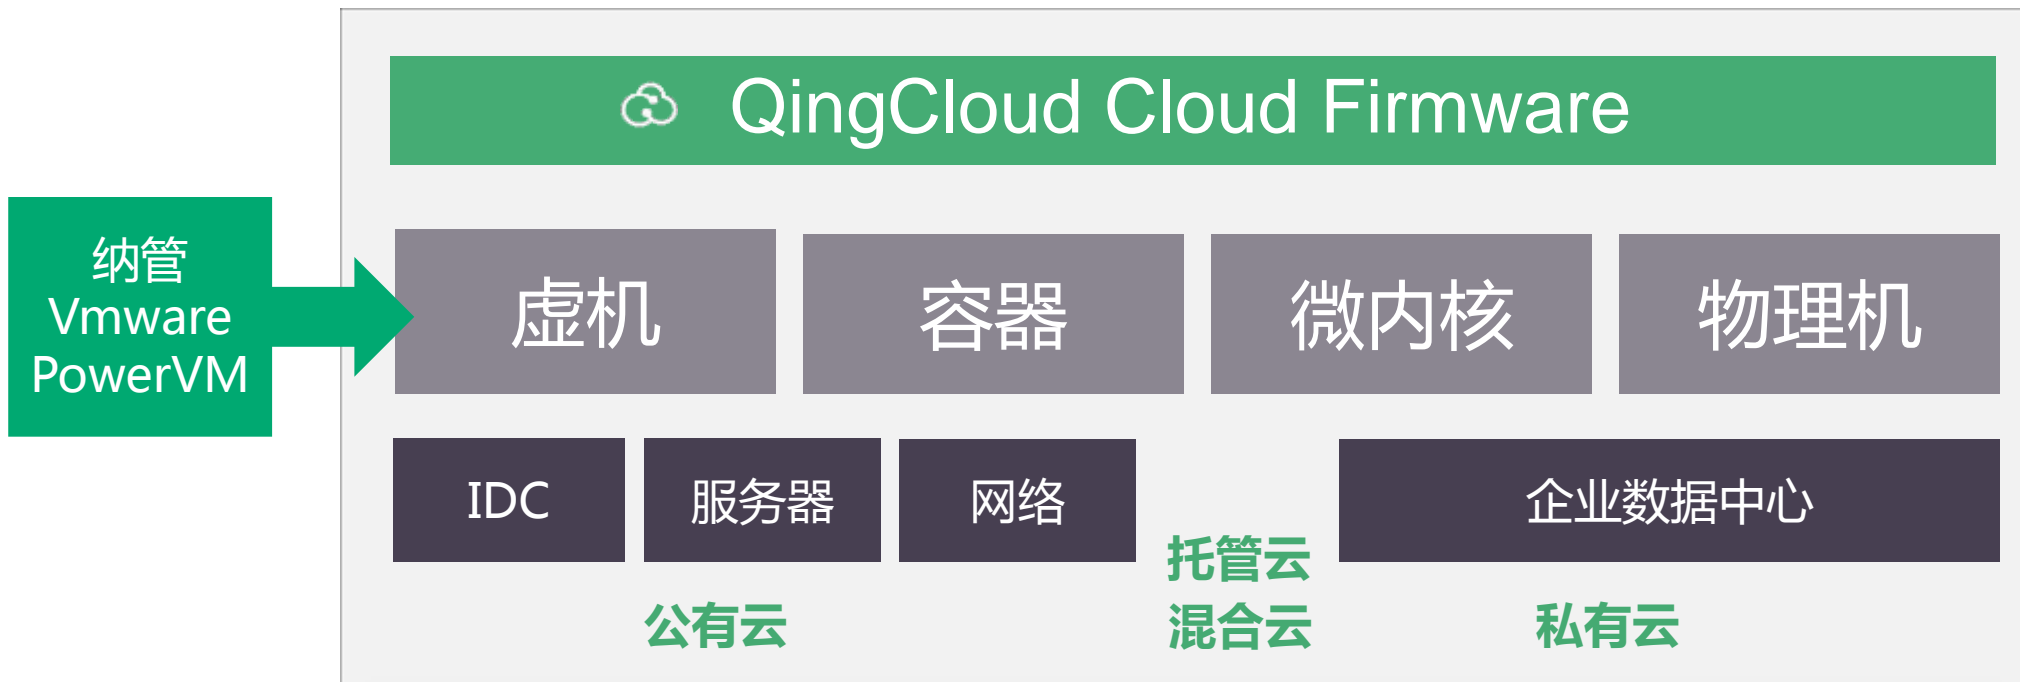 QingCloud Cloud Firmware
纳管
Vmware
PowerVM
虚机
容器
微内核
物理机
IDC
服务器
网络
企业数据中心
托管云
公有云
混合云
私有云